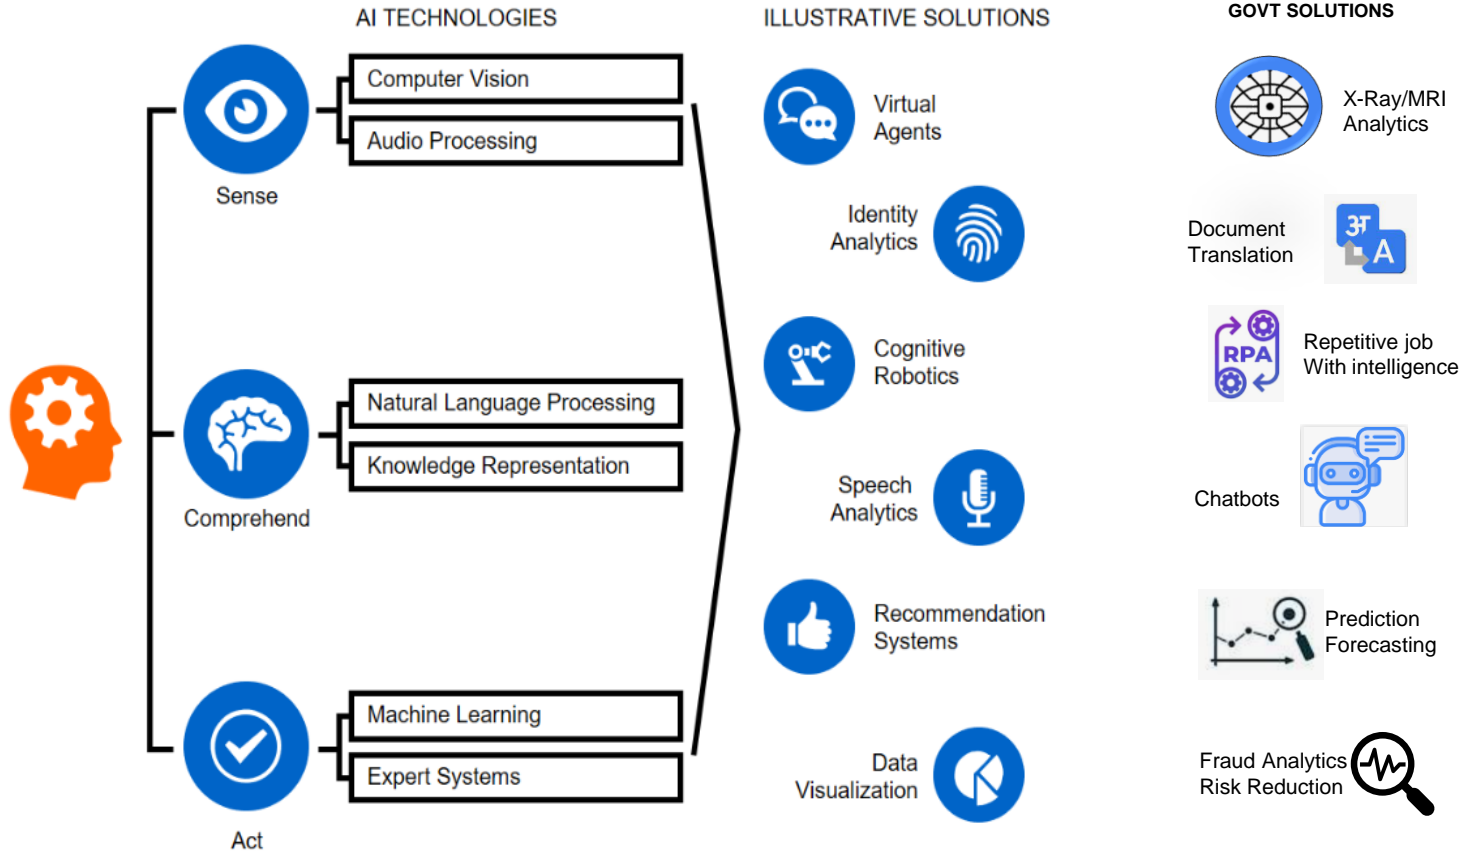 AI TECHNOLOGIES
Computer Vision
Audio Processing
Sense
Natural Language Processing
Knowledge Representation
Comprehend
Machine Learning
Expert Systems
Act
ILLUSTRATIVE SOLUTIONS
Virtual
Agents
Identity
Analytics
Cognitive
Robotics
Speech
Analytics
Recommendation
Systems
Data
Visualization
GOVT SOLUTIONS
X-Ray/MRI
Analytics
Document
Translation
अ
A
RPA
Repetitive job
With intelligence
Chatbots
Prediction
Forecasting
Fraud Analytics
Risk Reduction